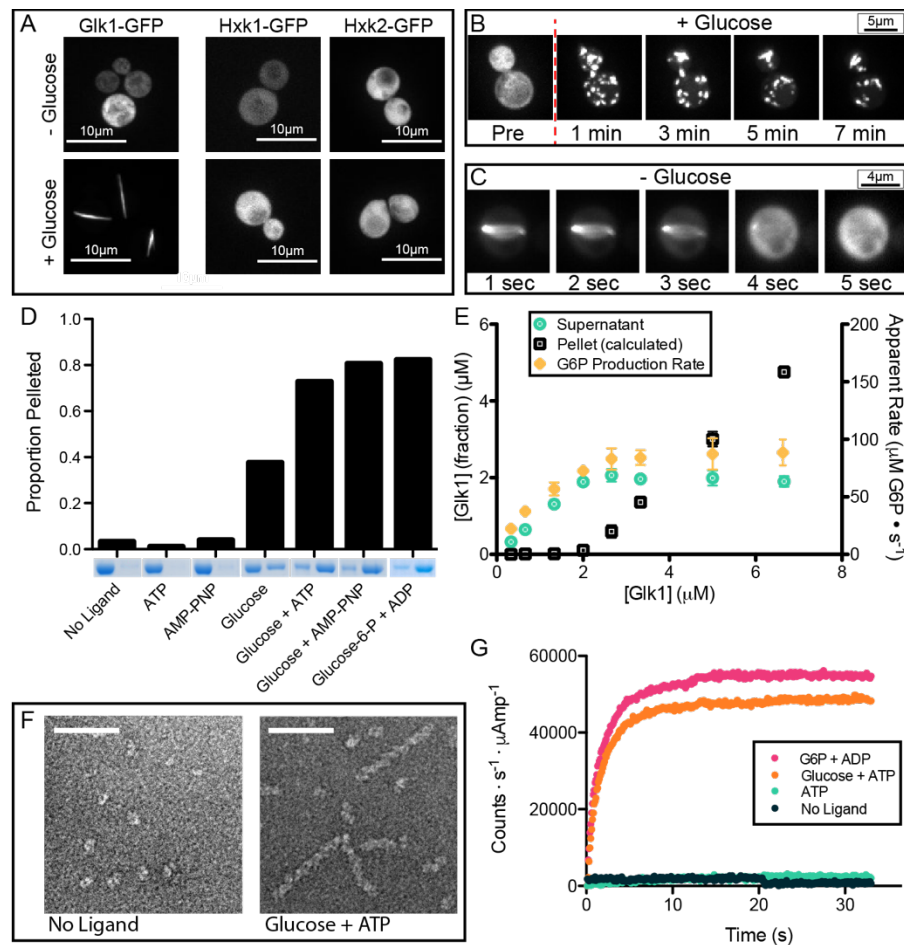 A
Glk1-GFP
Hxk1-GFP
Hxk2-GFP
- Glucose
10µm
10µm
10µm
+ Glucose
10µm
10µm
10µm
B
+ Glucose
5µm
Pre
1 min
3 min
5 min
7 min
C
- Glucose
4µm
1 sec
2 sec
3 sec
4 sec
5 sec
D
Proportion Pelleted
1.0
0.8
0.6
0.4
0.2
0.0
No Ligand
ATP
AMP-PNP
Glucose
Glucose + ATP
Glucose + AMP-PNP
Glucose-6-P + ADP
E
Supernatant
Pellet (calculated)
G6P Production Rate
[Glk1] (fraction) (µM)
6
4
2
0
0
2
4
6
8
[Glk1] (µM)
200
150
100
50
0
Apparent Rate (µM G6P • s⁻¹)
F
No Ligand
Glucose + ATP
G
Counts · s⁻¹ · µAmp⁻¹
60000
40000
20000
0
0
10
20
30
Time (s)
G6P + ADP
Glucose + ATP
ATP
No Ligand